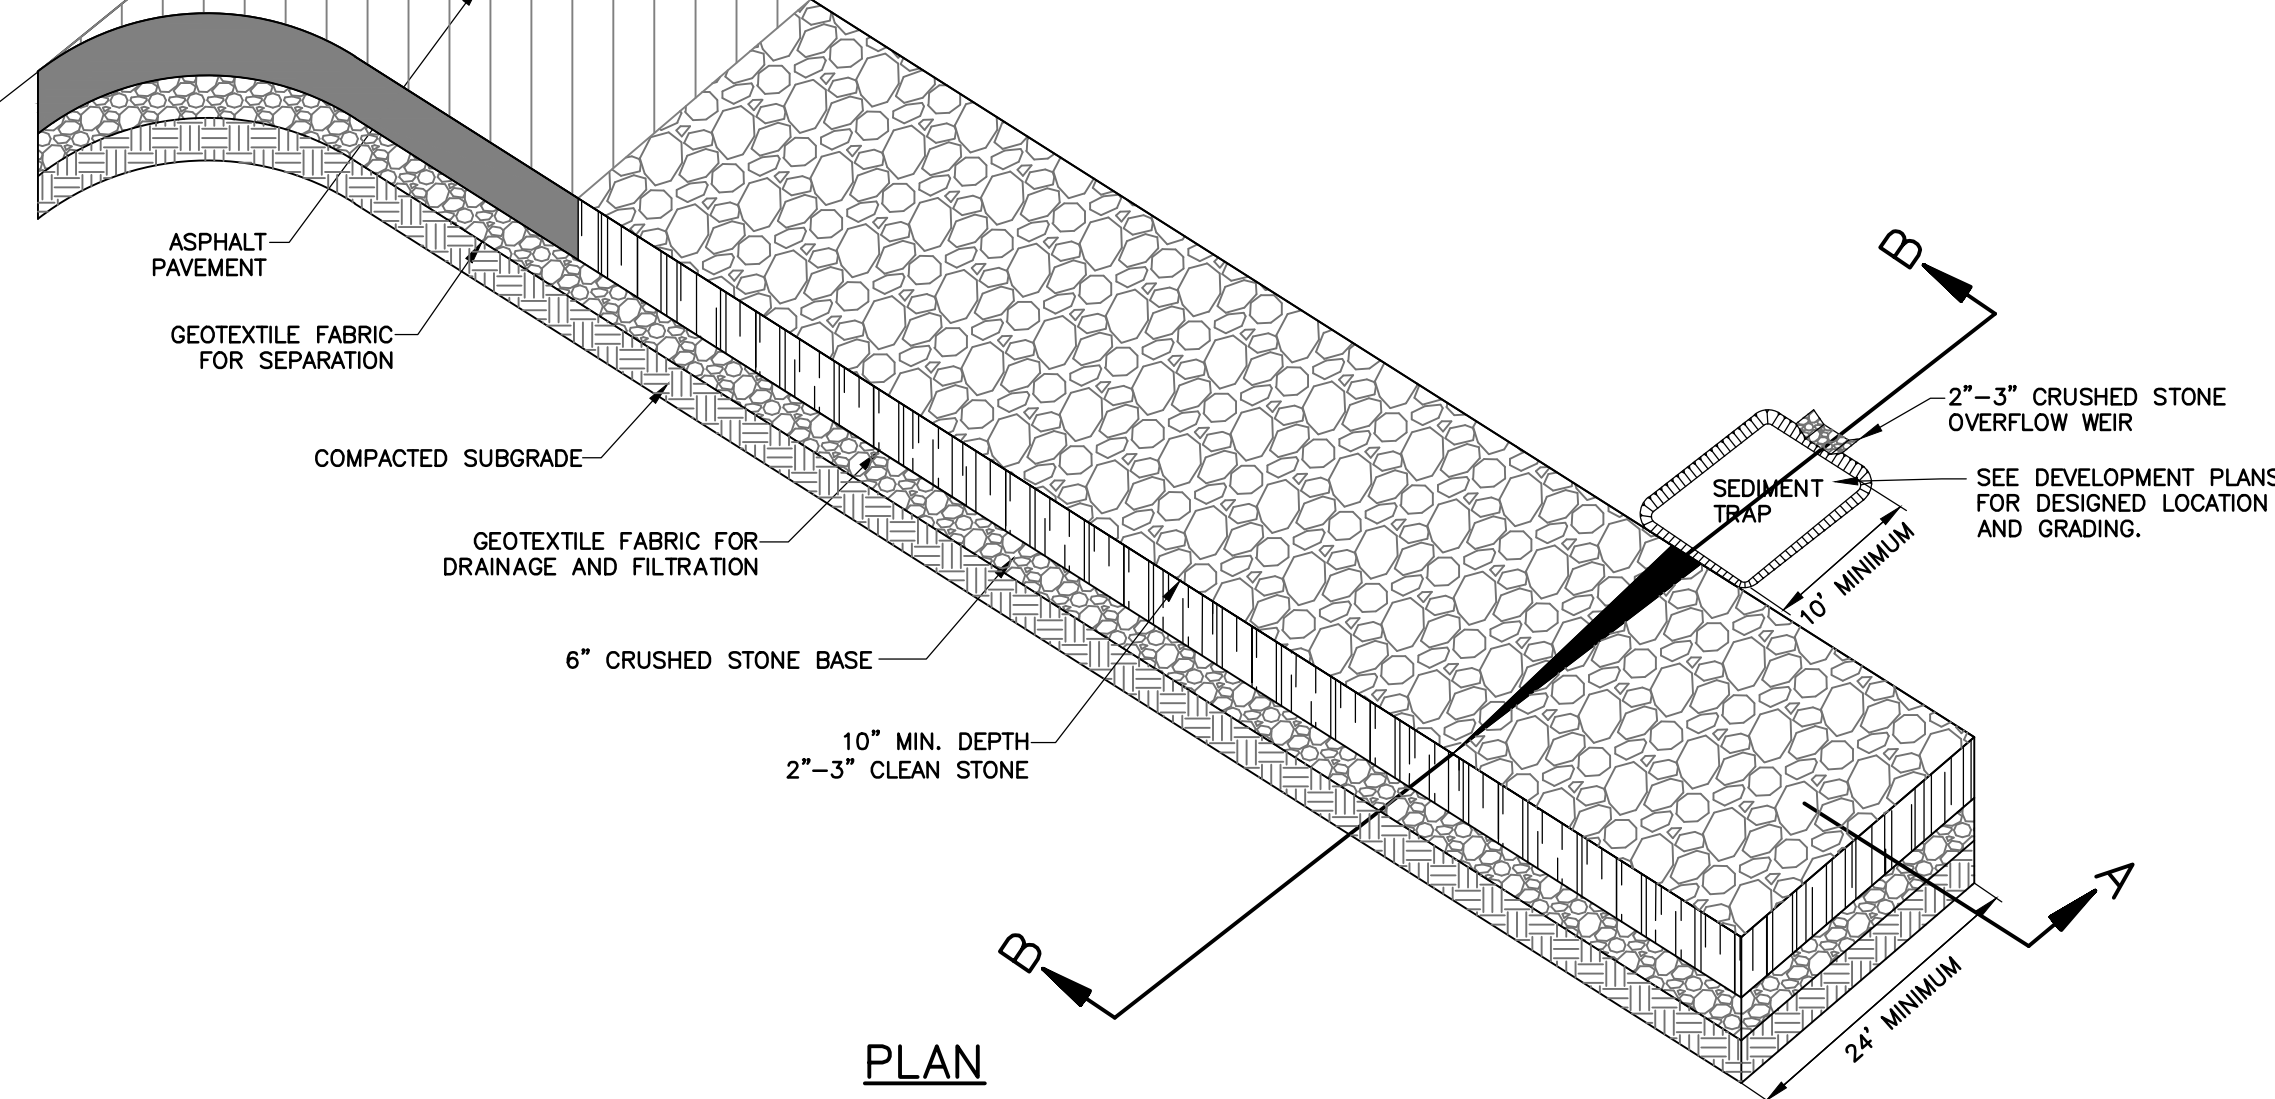 ASPHALT
PAVEMENT
GEOTEXTILE FABRIC
FOR SEPARATION
COMPACTED SUBGRADE
GEOTEXTILE FABRIC FOR
DRAINAGE AND FILTRATION
6” CRUSHED STONE BASE
10” MIN. DEPTH
2”–3” CLEAN STONE
B
2”–3” CRUSHED STONE
OVERFLOW WEIR
SEDIMENT
TRAP
SEE DEVELOPMENT PLANS
FOR DESIGNED LOCATION
AND GRADING.
10' MINIMUM
A
B
24' MINIMUM
PLAN